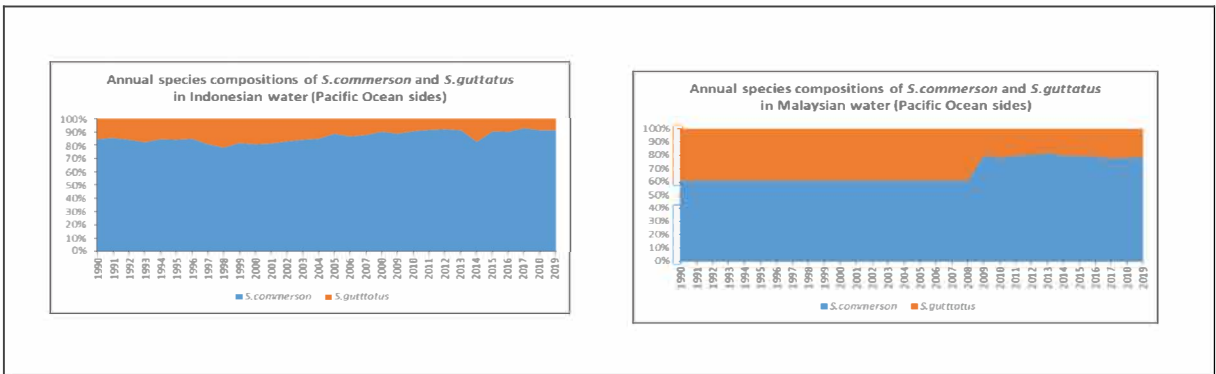 Annual species compositions of S.commerson and S.guttatus
in Indonesian water (Pacific Ocean sides)
100%
90%
80%
70%
60%
50%
40%
30%
20%
10%
0%
1990 1991 1992 1993 1994 1995 1996 1997 1998 1999 2000 2001 2002 2003 2004 2005 2006 2007 2008 2009 2010 2011 2012 2013 2014 2015 2016 2017 2018 2019
S.commerson S.gutttatus
Annual species compositions of S.commerson and S.guttatus
in Malaysian water (Pacific Ocean sides)
100%
90%
80%
70%
60%
50%
40%
30%
20%
10%
0%
1990 1991 1992 1993 1994 1995 1996 1997 1998 1999 2000 2001 2002 2003 2004 2005 2006 2007 2008 2009 2010 2011 2012 2013 2014 2015 2016 2017 2018 2019
S.commerson S.gutttatus